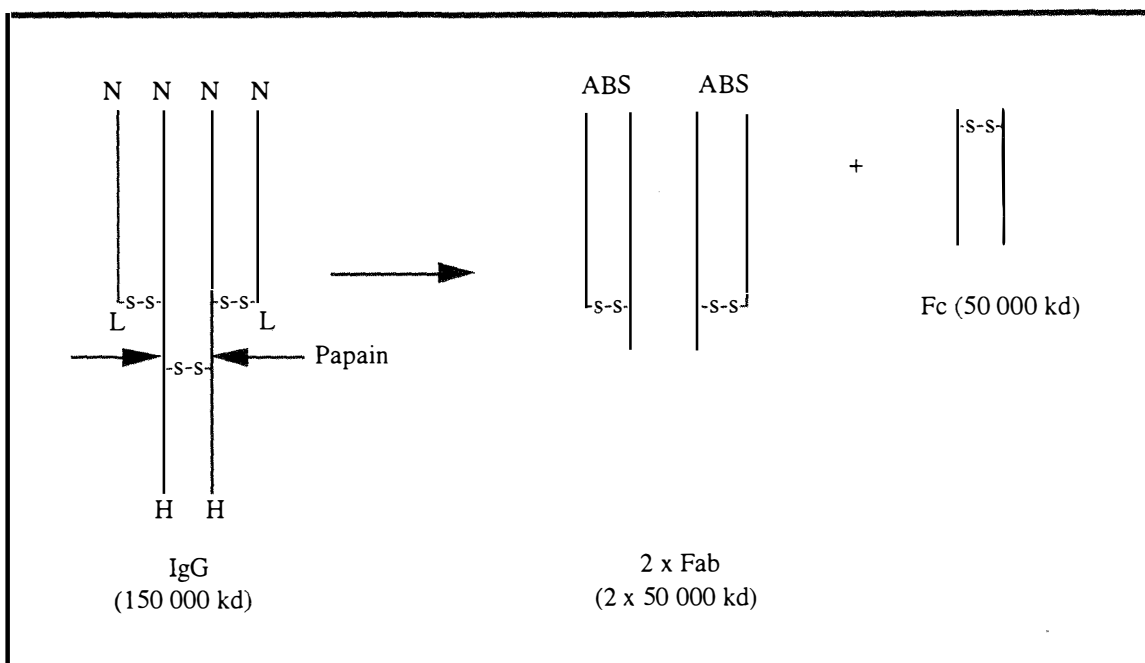 N N N N
ABS ABS
-s-s-
+
-s-s- -s-s-
-s-s- -s-s-
Fc (50 000 kd)
L L
Papain
-s-s-
H H
IgG
(150 000 kd)
2 x Fab
(2 x 50 000 kd)